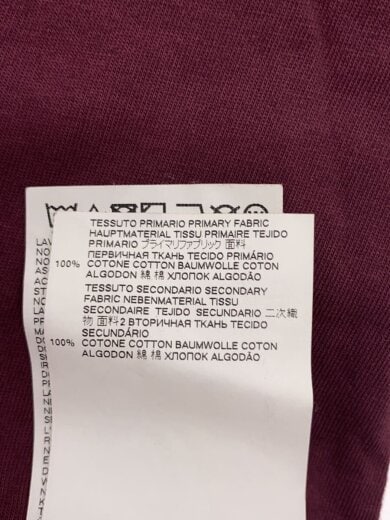 TESSUTO PRIMARIO PRIMARY FABRIC
HAUPTMATERIAL TISSU PRIMAIRE TEJIDO
PRIMARIO プライマリファブリック 面料
ПЕРВИЧНАЯ ТКАНЬ TECIDO PRIMÁRIO
100% COTONE COTTON BAUMWOLLE COTON
ALGODON 綿 棉 ХЛОПОК ALGODÃO
TESSUTO SECONDARIO SECONDARY
FABRIC NEBENMATERIAL TISSU
SECONDAIRE TEJIDO SECUNDARIO 二次織
物 面料2 ВТОРИЧНАЯ ТКАНЬ TECIDO
SECUNDÁRIO
100% COTONE COTTON BAUMWOLLE COTON
ALGODON 綿 棉 ХЛОПОК ALGODÃO